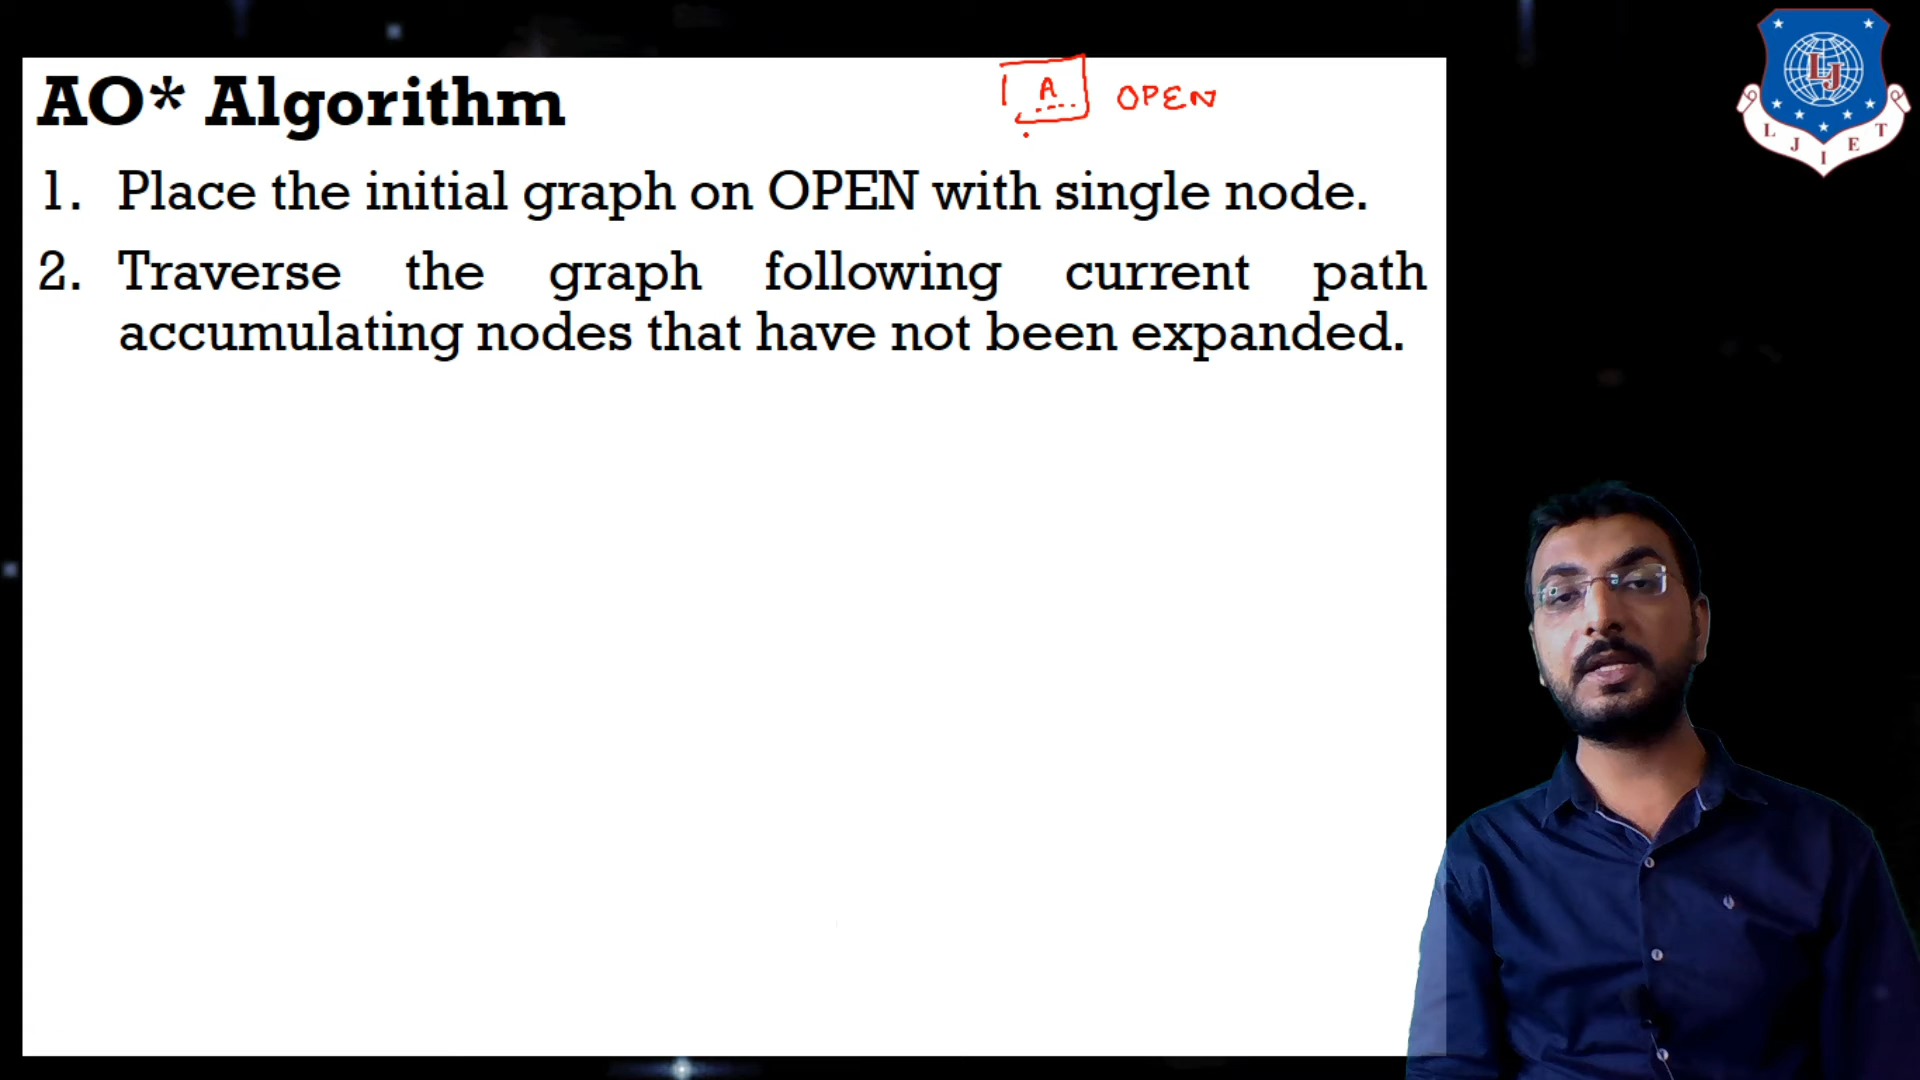 AO* Algorithm
A OPEN
1. Place the initial graph on OPEN with single node.
2. Traverse the graph following current path
accumulating nodes that have not been expanded.
LJ
L J I E T